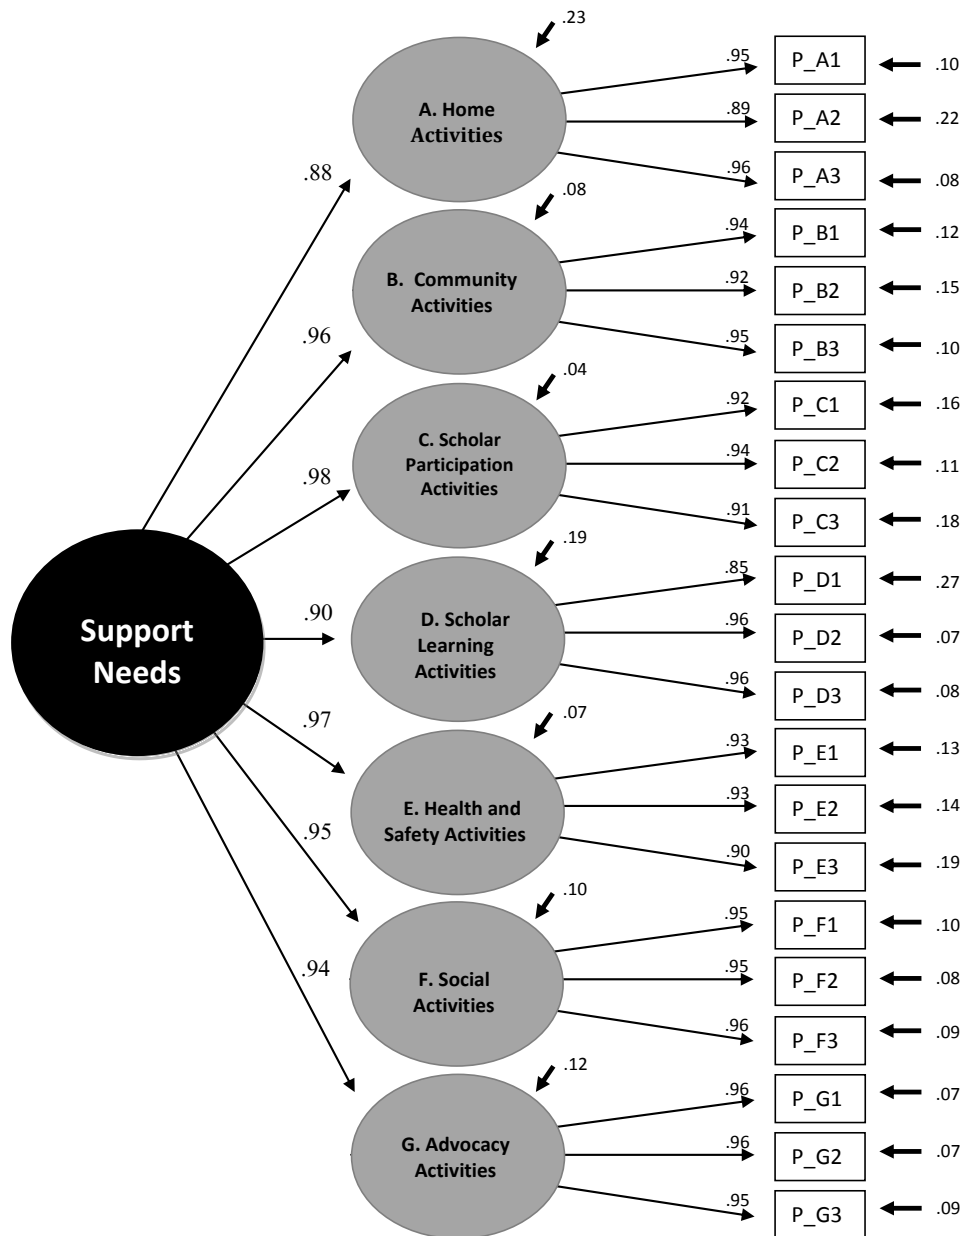 .23
.95
P_A1
.10
A. Home
Activities
.89
P_A2
.22
.96
P_A3
.08
.88
.08
.94
P_B1
.12
B. Community
Activities
.92
P_B2
.15
.95
P_B3
.10
.96
.04
.92
P_C1
.16
C. Scholar
Participation
Activities
.94
P_C2
.11
.91
P_C3
.18
.98
.19
.85
P_D1
.27
D. Scholar
Learning
Activities
.96
P_D2
.07
.96
P_D3
.08
.90
Support
Needs
.07
.93
P_E1
.13
E. Health and
Safety Activities
.93
P_E2
.14
.90
P_E3
.19
.97
.10
.95
P_F1
.10
F. Social
Activities
.95
P_F2
.08
.96
P_F3
.09
.95
.12
.96
P_G1
.07
G. Advocacy
Activities
.96
P_G2
.07
.95
P_G3
.09
.94